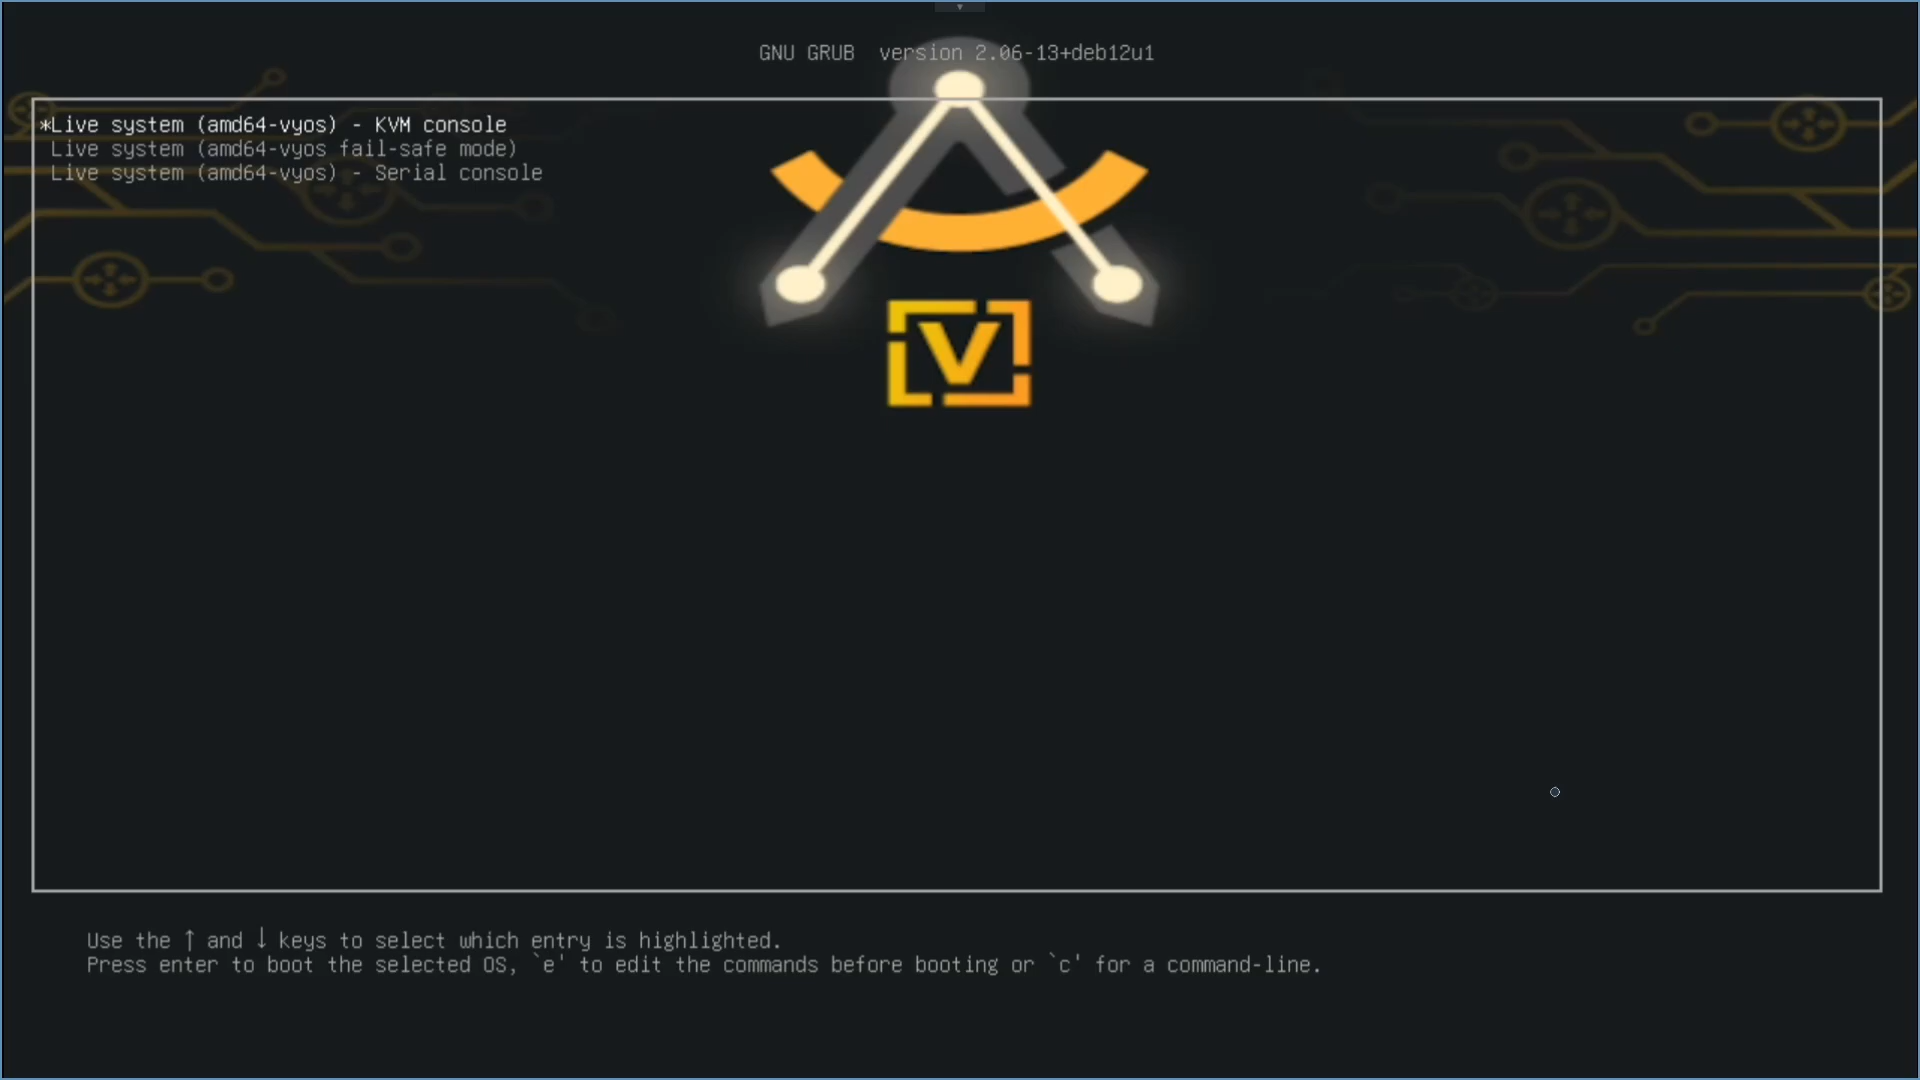 GNU GRUB  version 2.06-13+deb12u1
*Live system (amd64-vyos) - KVM console
Live system (amd64-vyos fail-safe mode)
Live system (amd64-vyos) - Serial console
V
Use the ↑ and ↓ keys to select which entry is highlighted.
Press enter to boot the selected OS, `e' to edit the commands before booting or `c' for a command-line.